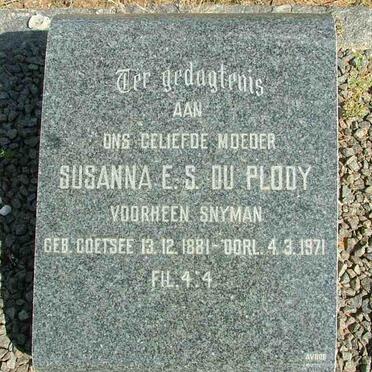 Ter gedagtenis
AAN
ONS GELIEFDE MOEDER
SUSANNA E. S. DU PLOOY
VOORHEEN SNYMAN
GEB. COETSEE 13. 12. 1881 - OORL. 4. 3. 1971
FIL. 4: 4
AVBOB